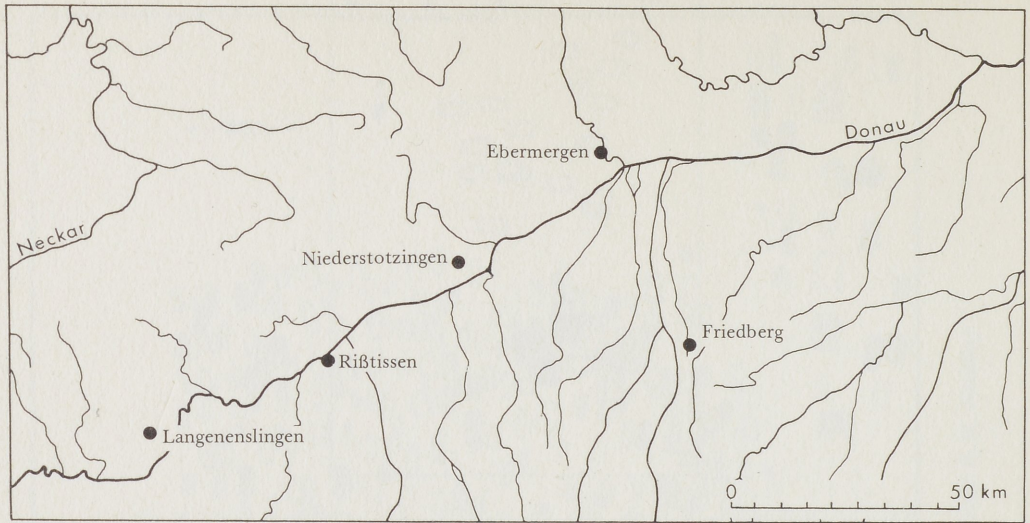 Donau
Ebermergen
Neckar
Niederstotzingen
Friedberg
Rißtissen
Langenenslingen
0 50 km